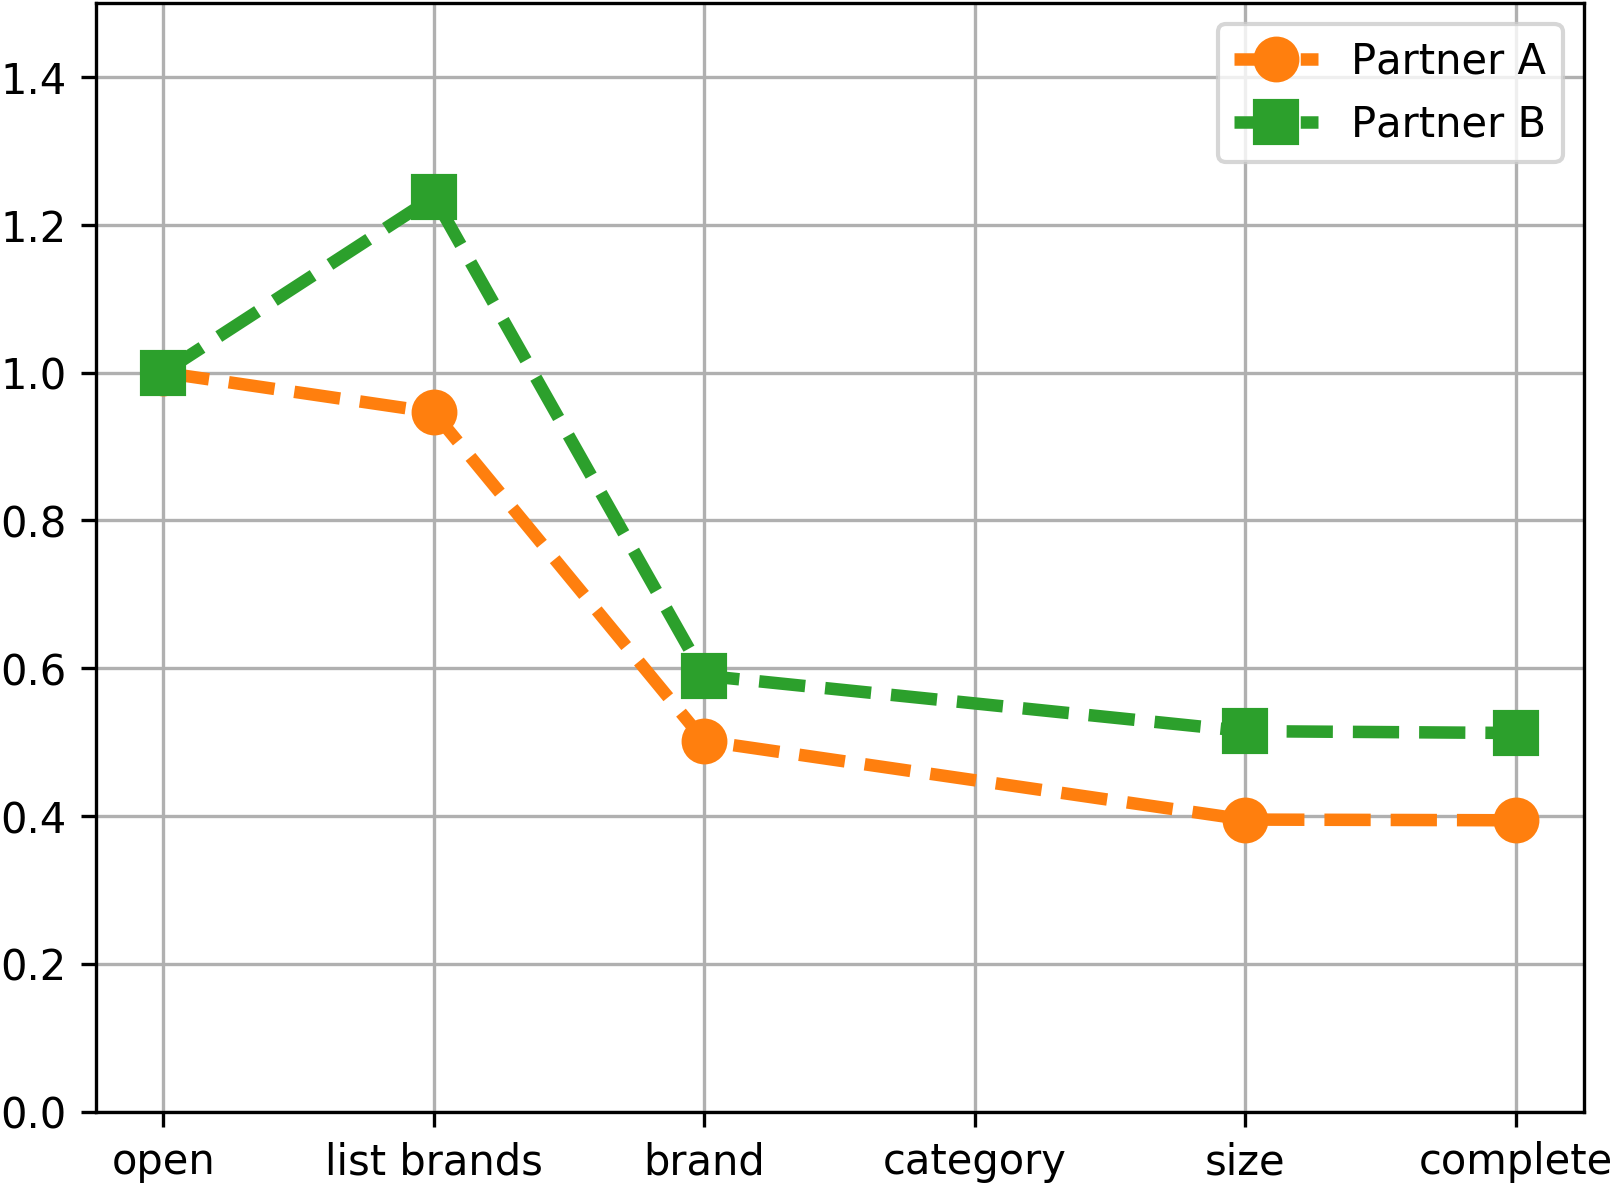 Partner A
Partner B
1.4
1.2
1.0
0.8
0.6
0.4
0.2
0.0
open
list brands
brand
category
size
complete